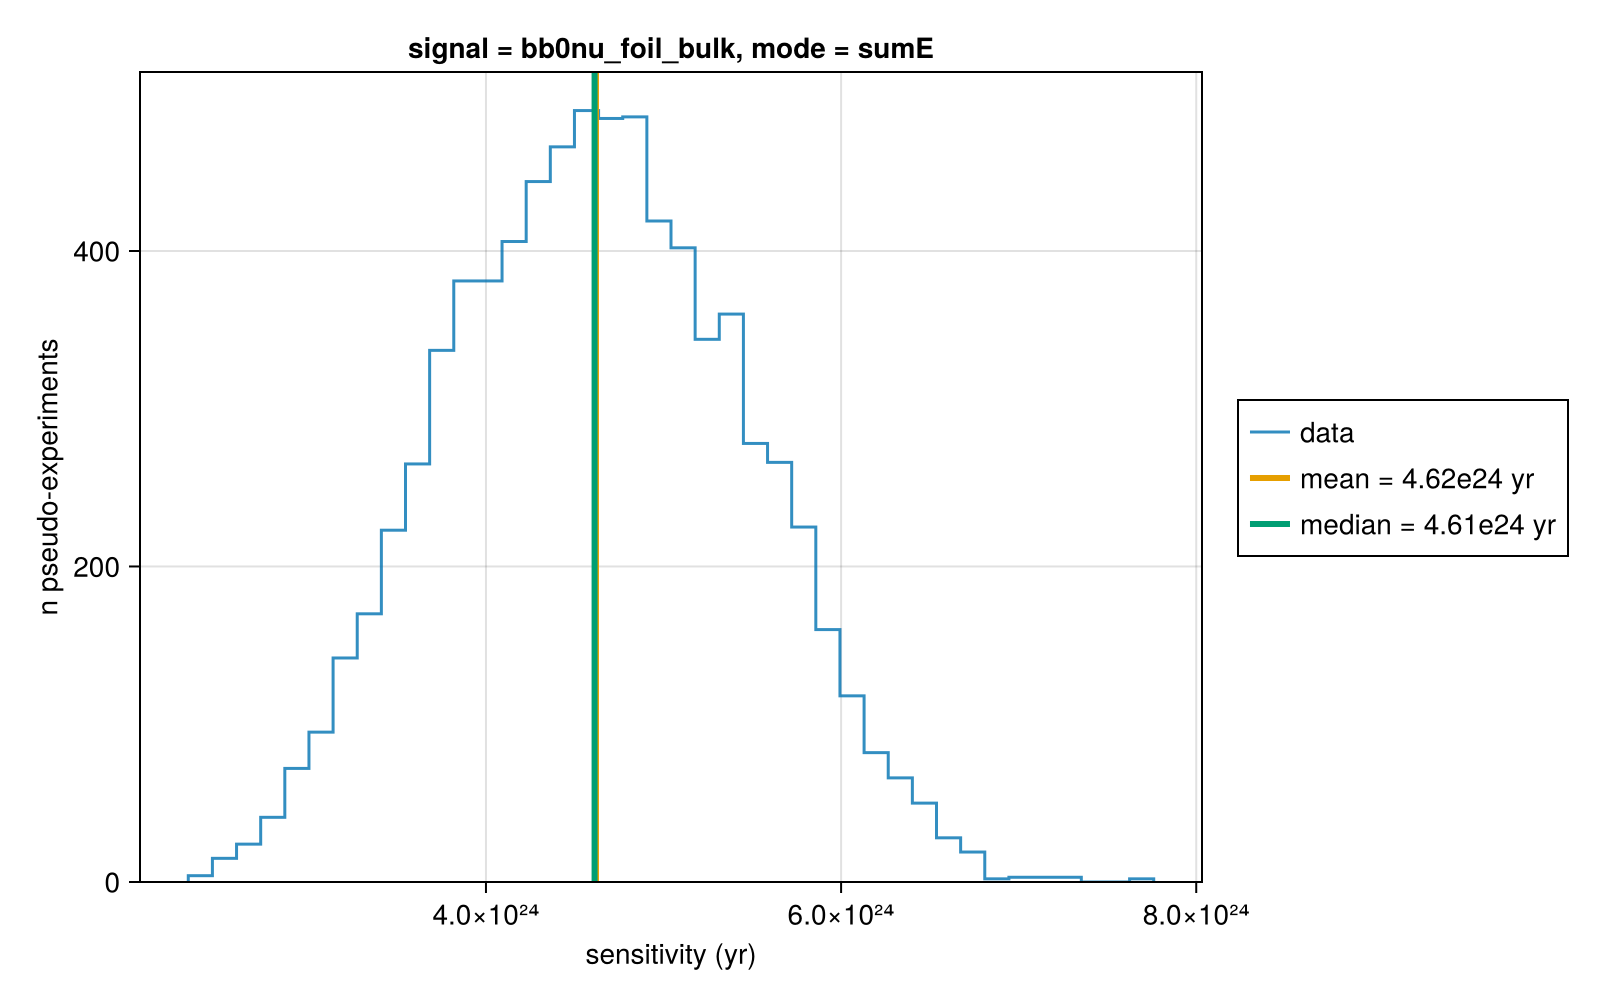 signal = bb0nu_foil_bulk, mode = sumE
n pseudo-experiments
400
200
0
4.0×10²⁴
6.0×10²⁴
8.0×10²⁴
sensitivity (yr)
data
mean = 4.62e24 yr
median = 4.61e24 yr